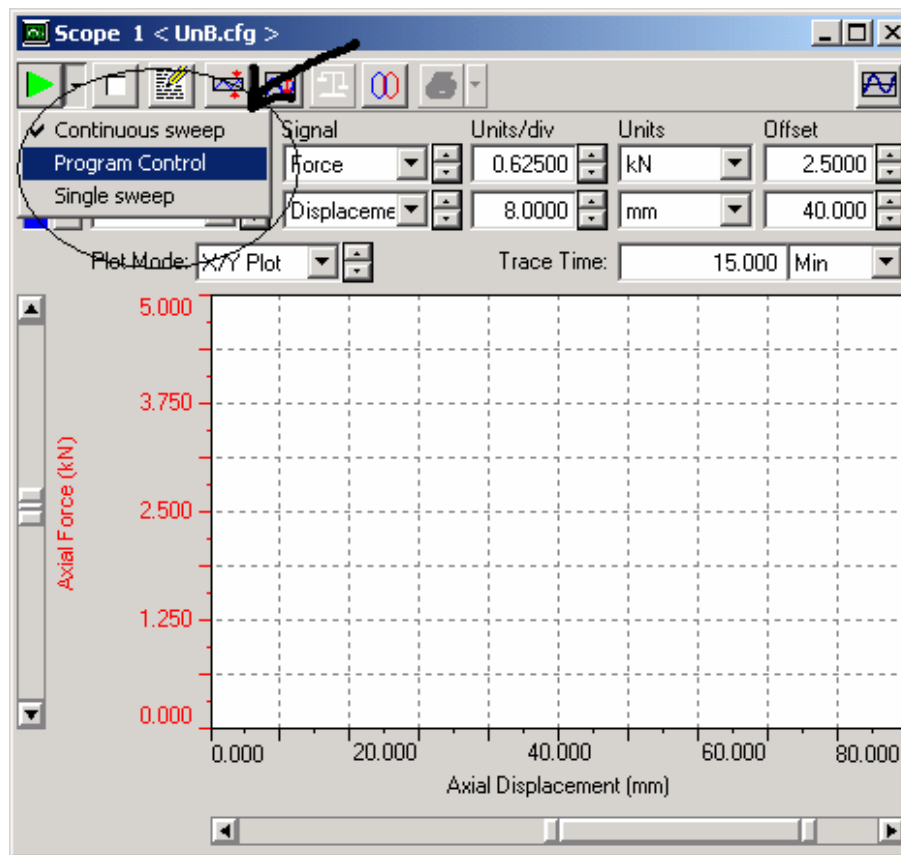 Scope 1 < UnB.cfg >
Continuous sweep
Program Control
Single sweep
Signal Units/div Units Offset
Force 0.62500 kN 2.5000
Displaceme 8.0000 mm 40.000
Plot Mode: X/Y Plot Trace Time: 15.000 Min
5.000
3.750
2.500
1.250
0.000
Axial Force (kN)
0.000 20.000 40.000 60.000 80.000
Axial Displacement (mm)